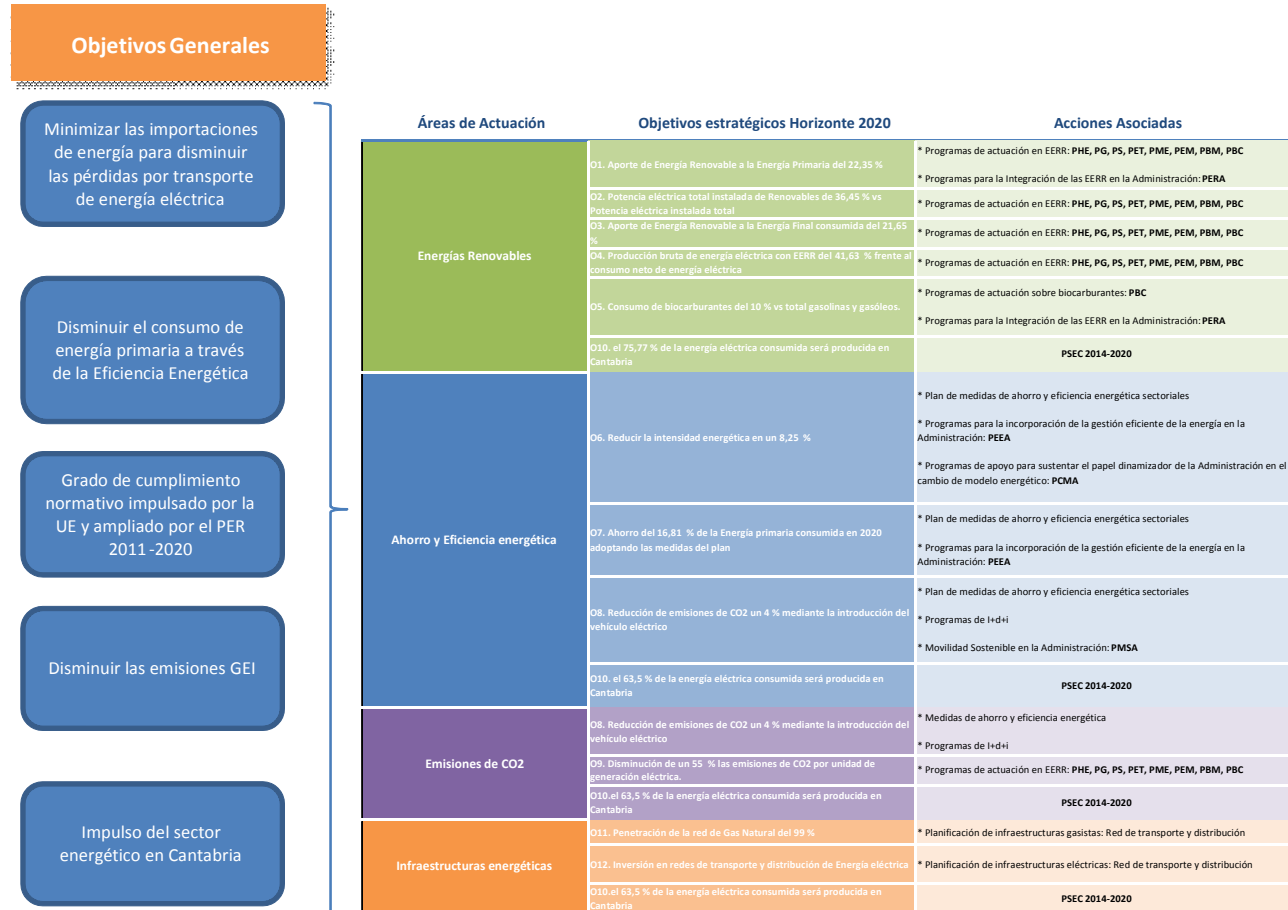 Objetivos Generales
Minimizar las importaciones
de energía para disminuir
las pérdidas por transporte
de energía eléctrica
Disminuir el consumo de
energía primaria a través
de la Eficiencia Energética
Grado de cumplimiento
normativo impulsado por la
UE y ampliado por el PER
2011-2020
Disminuir las emisiones GEI
Impulso del sector
energético en Cantabria
Áreas de Actuación
Objetivos estratégicos Horizonte 2020
Acciones Asociadas
Energías Renovables
O1. Aporte de Energía Renovable a la Energía Primaria del 22,35 %
* Programas de actuación en EERR: PHE, PG, PS, PET, PME, PEM, PBM, PBC
* Programas para la Integración de las EERR en la Administración: PERA
O2. Potencia eléctrica total instalada de Renovables de 36,45 % vs
Potencia eléctrica instalada total
* Programas de actuación en EERR: PHE, PG, PS, PET, PME, PEM, PBM, PBC
O3. Aporte de Energía Renovable a la Energía Final consumida del 21,65
%
* Programas de actuación en EERR: PHE, PG, PS, PET, PME, PEM, PBM, PBC
O4. Producción bruta de energía eléctrica con EERR del 41,63 % frente al
consumo neto de energía eléctrica
* Programas de actuación en EERR: PHE, PG, PS, PET, PME, PEM, PBM, PBC
O5. Consumo de biocarburantes del 10 % vs total gasolinas y gasóleos.
* Programas de actuación sobre biocarburantes: PBC
* Programas para la Integración de las EERR en la Administración: PERA
O10. el 75,77 % de la energía eléctrica consumida será producida en
Cantabria
PSEC 2014-2020
Ahorro y Eficiencia energética
O6. Reducir la intensidad energética en un 8,25 %
* Plan de medidas de ahorro y eficiencia energética sectoriales
* Programas para la incorporación de la gestión eficiente de la energía en la
Administración: PEEA
* Programas de apoyo para sustentar el papel dinamizador de la Administración en el
cambio de modelo energético: PCMA
O7. Ahorro del 16,81 % de la Energía primaria consumida en 2020
adoptando las medidas del plan
* Plan de medidas de ahorro y eficiencia energética sectoriales
* Programas para la incorporación de la gestión eficiente de la energía en la
Administración: PEEA
O8. Reducción de emisiones de CO2 un 4 % mediante la introducción del
vehículo eléctrico
* Plan de medidas de ahorro y eficiencia energética sectoriales
* Programas de I+d+i
* Movilidad Sostenible en la Administración: PMSA
O10. el 63,5 % de la energía eléctrica consumida será producida en
Cantabria
PSEC 2014-2020
Emisiones de CO2
O8. Reducción de emisiones de CO2 un 4 % mediante la introducción del
vehículo eléctrico
* Medidas de ahorro y eficiencia energética
* Programas de I+d+i
O9. Disminución de un 55 % las emisiones de CO2 por unidad de
generación eléctrica.
* Programas de actuación en EERR: PHE, PG, PS, PET, PME, PEM, PBM, PBC
O10.el 63,5 % de la energía eléctrica consumida será producida en
Cantabria
PSEC 2014-2020
Infraestructuras energéticas
O11. Penetración de la red de Gas Natural del 99 %
* Planificación de infraestructuras gasistas: Red de transporte y distribución
O12. Inversión en redes de transporte y distribución de Energía eléctrica
* Planificación de infraestructuras eléctricas: Red de transporte y distribución
O10.el 63,5 % de la energía eléctrica consumida será producida en
Cantabria
PSEC 2014-2020